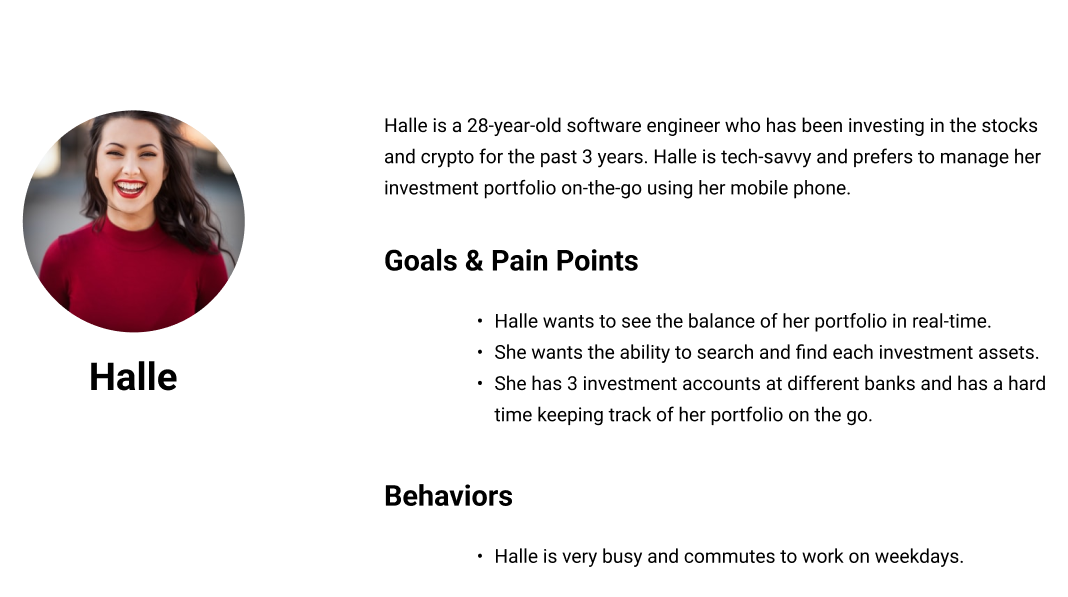 Halle is a 28-year-old software engineer who has been investing in the stocks
and crypto for the past 3 years. Halle is tech-savvy and prefers to manage her
investment portfolio on-the-go using her mobile phone.
Goals & Pain Points
• Halle wants to see the balance of her portfolio in real-time.
• She wants the ability to search and find each investment assets.
• She has 3 investment accounts at different banks and has a hard
time keeping track of her portfolio on the go.
Halle
Behaviors
• Halle is very busy and commutes to work on weekdays.